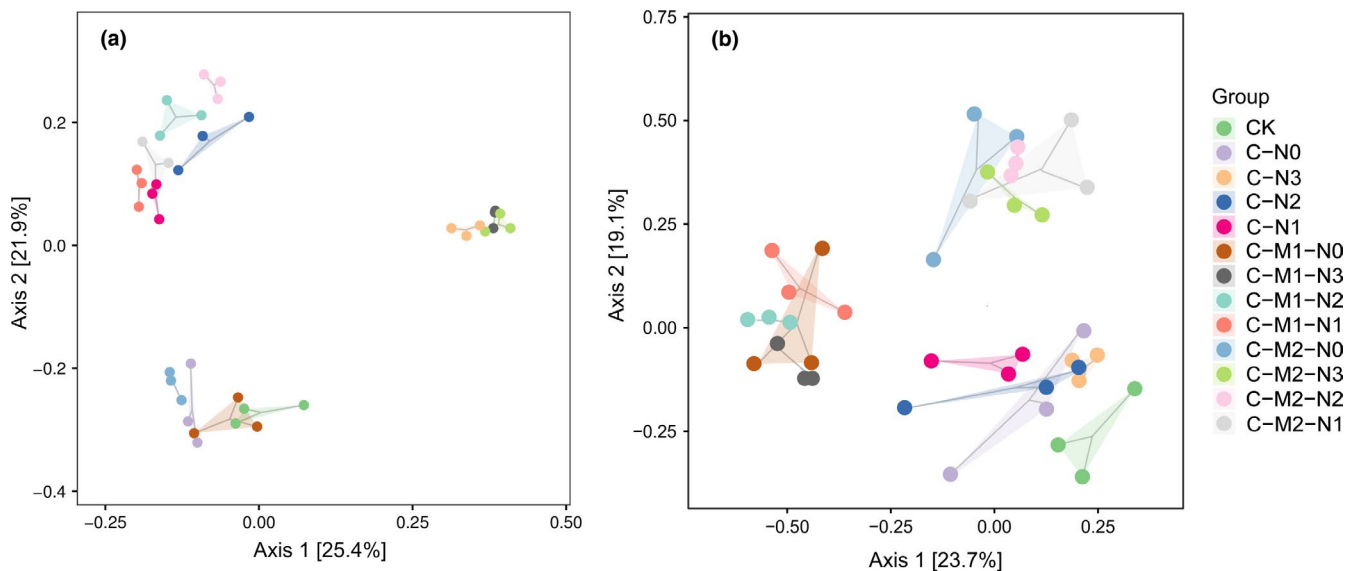 (a)
0.2
0.0
−0.2
−0.4
Axis 2 [21.9%]
−0.25
0.00
0.25
0.50
Axis 1 [25.4%]
(b)
0.75
0.50
0.25
0.00
−0.25
Axis 2 [19.1%]
−0.50
−0.25
0.00
0.25
Axis 1 [23.7%]
Group
CK
C−N0
C−N3
C−N2
C−N1
C−M1−N0
C−M1−N3
C−M1−N2
C−M1−N1
C−M2−N0
C−M2−N3
C−M2−N2
C−M2−N1